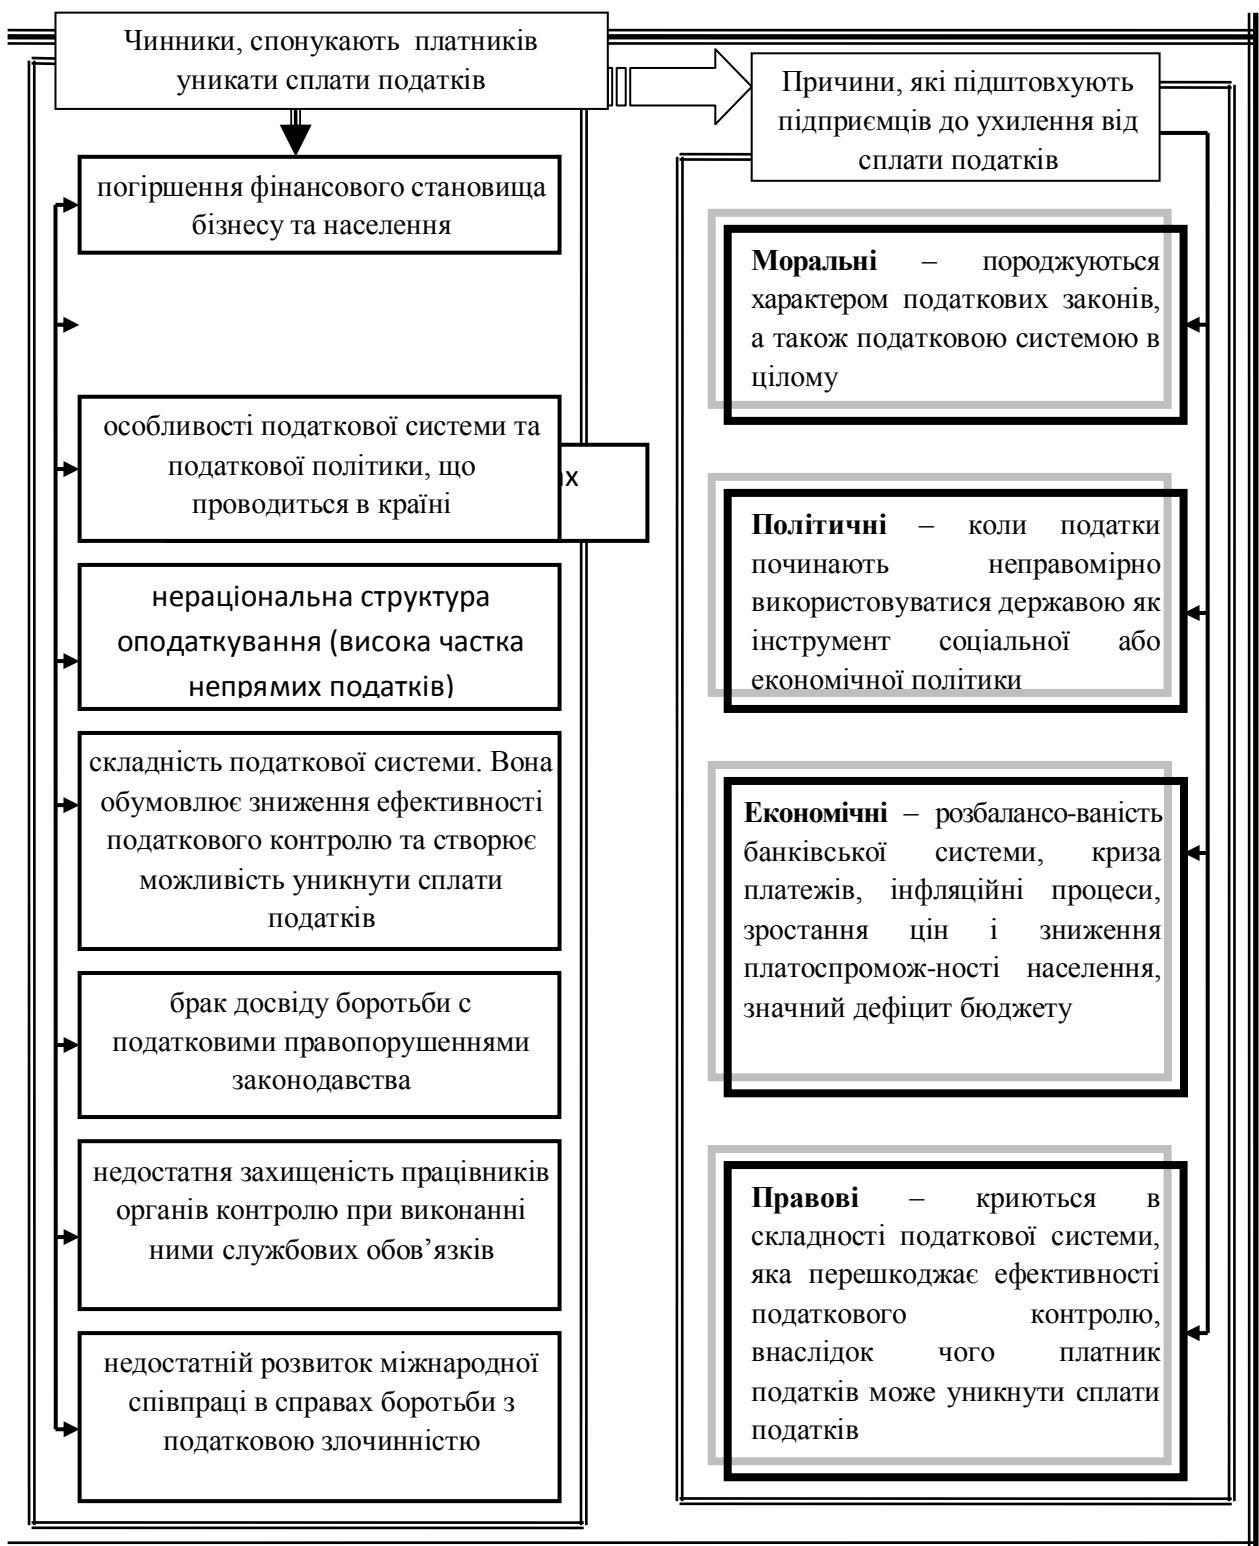 Чинники, спонукають платників
уникати сплати податків
погіршення фінансового становища
бізнесу та населення
особливості податкової системи та
податкової політики, що
проводиться в країні
нераціональна структура
оподаткування (висока частка
непрямих податків)
складність податкової системи. Вона
обумовлює зниження ефективності
податкового контролю та створює
можливість уникнути сплати
податків
брак досвіду боротьби с
податковими правопорушеннями
законодавства
недостатня захищеність працівників
органів контролю при виконанні
ними службових обов’язків
недостатній розвиток міжнародної
співпраці в справах боротьби з
податковою злочинністю
Причини, які підштовхують
підприємців до ухилення від
сплати податків
Моральні – породжуються
характером податкових законів,
а також податковою системою в
цілому
Політичні – коли податки
починають неправомірно
використовуватися державою як
інструмент соціальної або
економічної політики
Економічні – розбалансо-ваність
банківської системи, криза
платежів, інфляційні процеси,
зростання цін і зниження
платоспромож-ності населення,
значний дефіцит бюджету
Правові – криються в
складності податкової системи,
яка перешкоджає ефективності
податкового контролю,
внаслідок чого платник
податків може уникнути сплати
податків